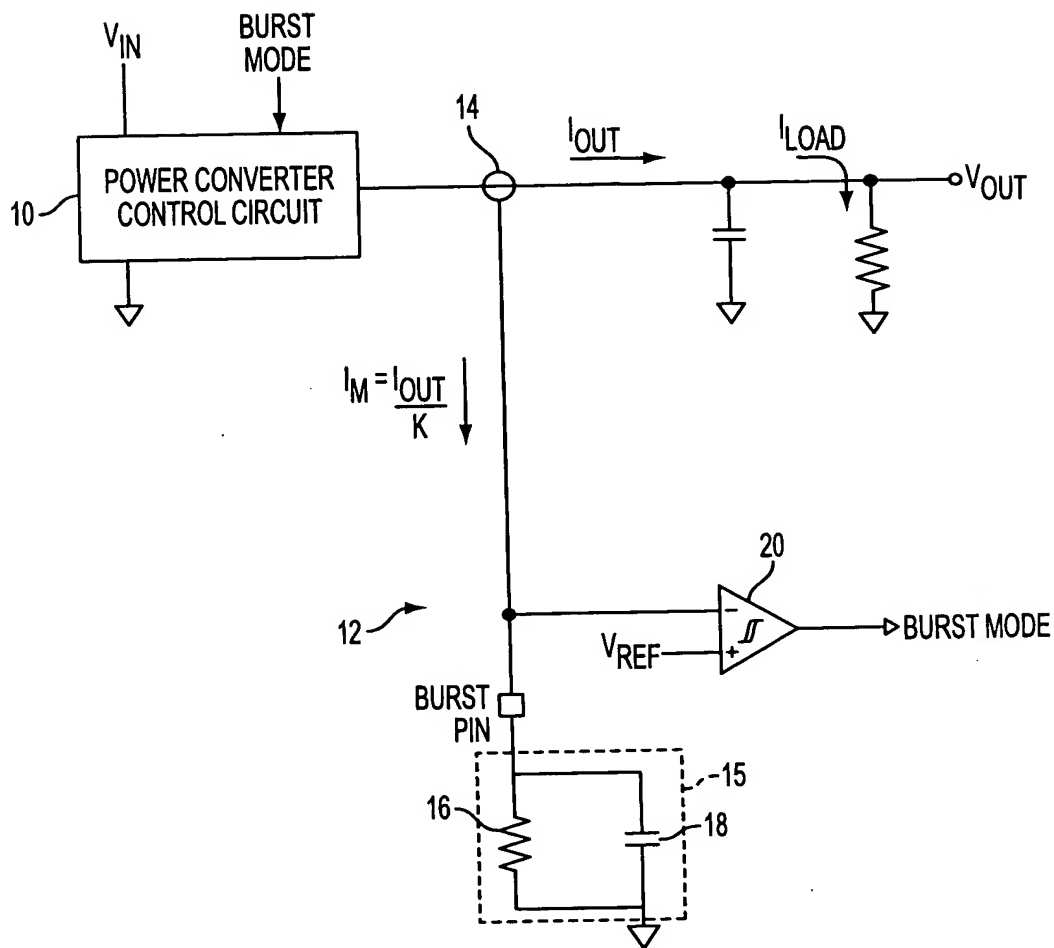 V_IN
BURST
MODE
14
I_OUT
I_LOAD
POWER CONVERTER
CONTROL CIRCUIT
10
V_OUT
I_M = I_OUT
K
20
12
V_REF
-
+
BURST MODE
BURST
PIN
15
16
18